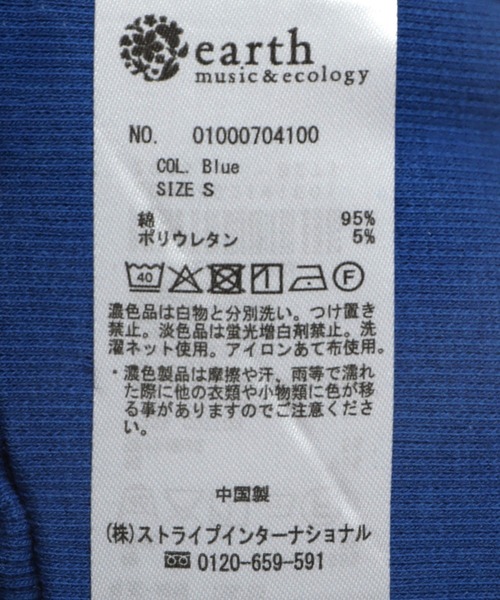 earth
music&ecology
NO. 01000704100
COL. Blue
SIZE S
綿 95%
ポリウレタン 5%
40 F
濃色品は白物と分別洗い。つけ置き
禁止。淡色品は蛍光増白剤禁止。洗
濯ネット使用。アイロンあて布使用。
・濃色製品は摩擦や汗、雨等で濡れ
た際に他の衣類や小物類に色が移
る事がありますのでご注意くださ
い。
中国製
(株)ストライプインターナショナル
0120-659-591